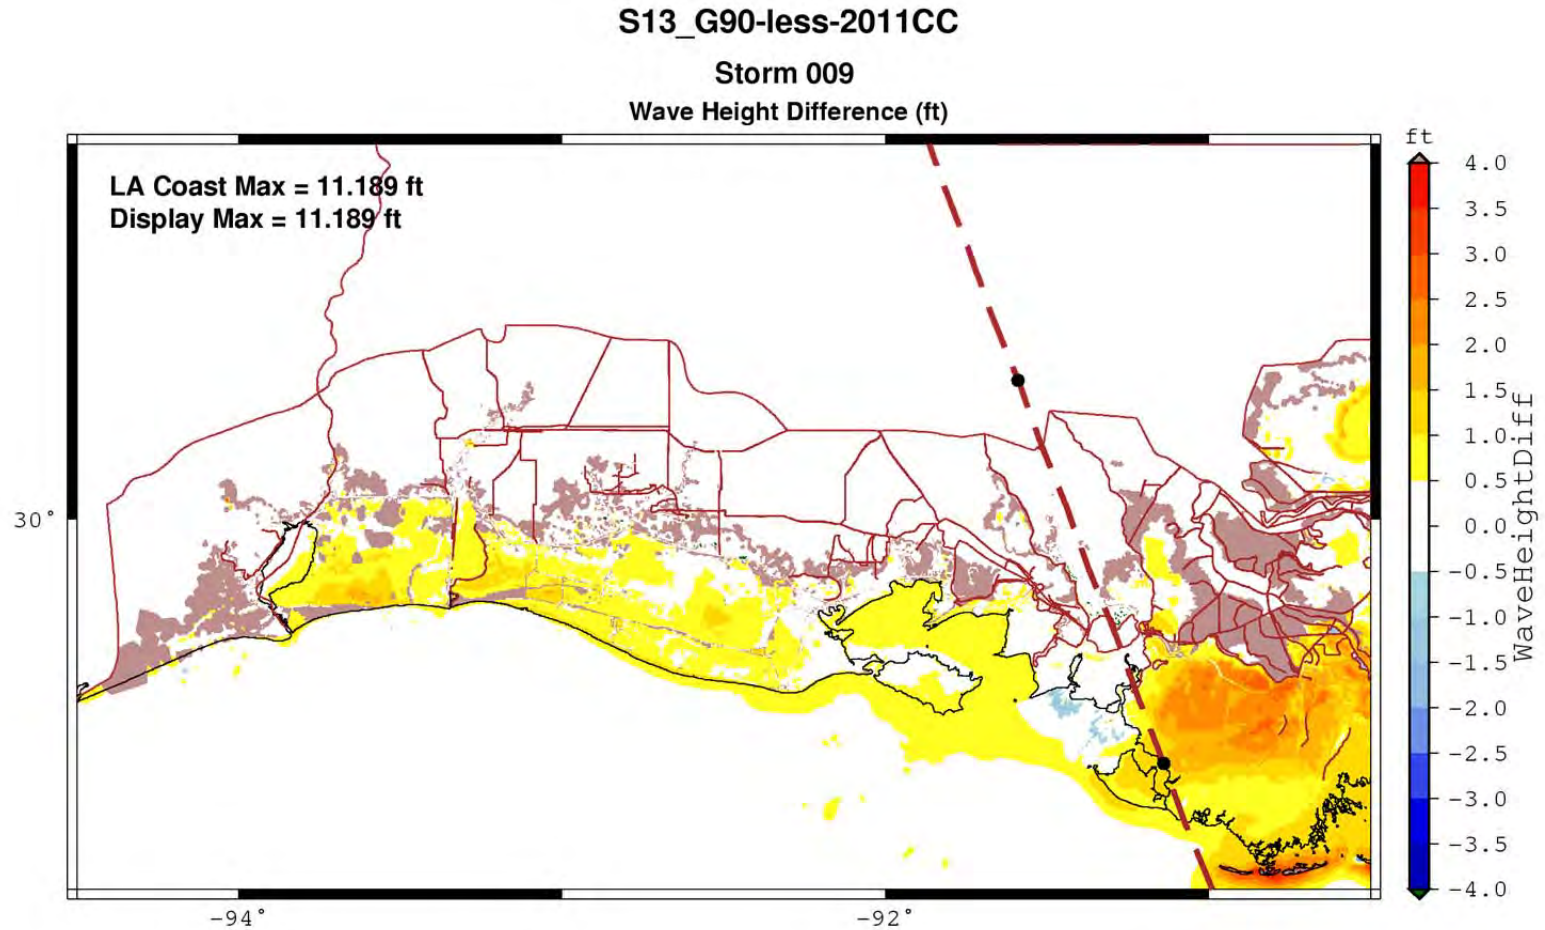 S13_G90-less-2011CC
Storm 009
Wave Height Difference (ft)
LA Coast Max = 11.189 ft
Display Max = 11.189 ft
30°
-94°
-92°
ft
4.0
3.5
3.0
2.5
2.0
1.5
1.0
0.5
0.0
-0.5
-1.0
-1.5
-2.0
-2.5
-3.0
-3.5
-4.0
WaveHeightDiff